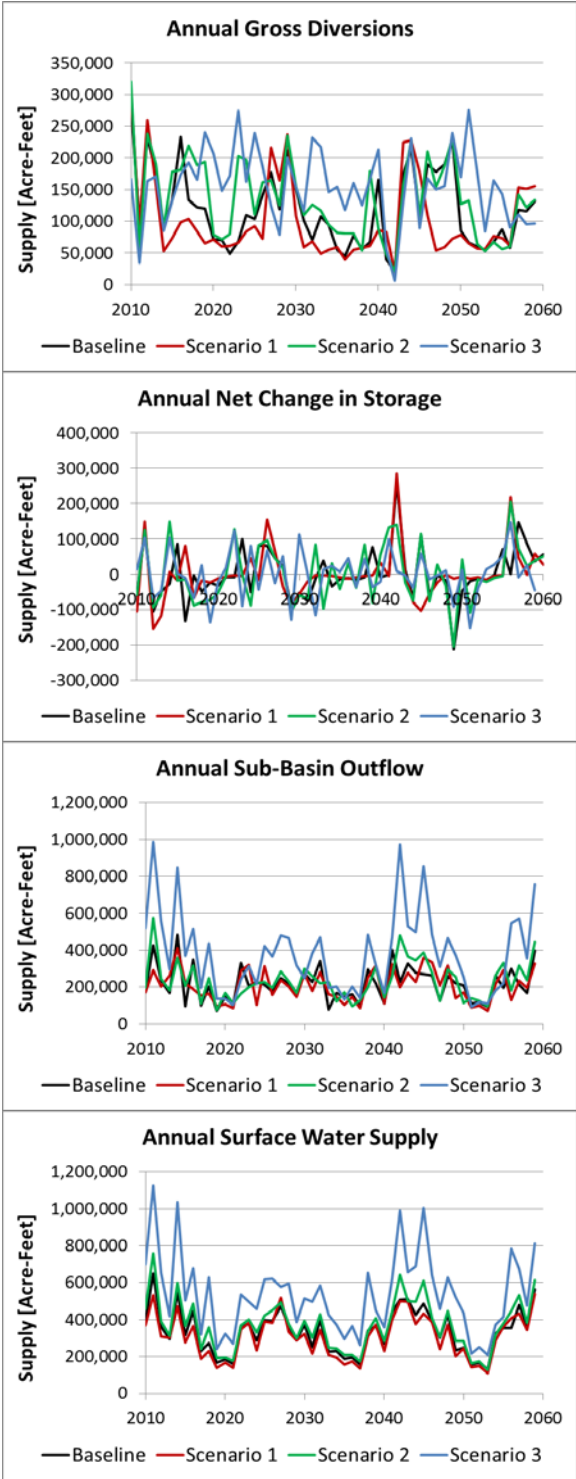 Annual Gross Diversions
Supply [Acre-Feet]
350,000
300,000
250,000
200,000
150,000
100,000
50,000
0
2010 2020 2030 2040 2050 2060
Baseline Scenario 1 Scenario 2 Scenario 3
Annual Net Change in Storage
Supply [Acre-Feet]
400,000
300,000
200,000
100,000
0
-100,000
-200,000
-300,000
2010 2020 2030 2040 2050 2060
Baseline Scenario 1 Scenario 2 Scenario 3
Annual Sub-Basin Outflow
Supply [Acre-Feet]
1,200,000
1,000,000
800,000
600,000
400,000
200,000
0
2010 2020 2030 2040 2050 2060
Baseline Scenario 1 Scenario 2 Scenario 3
Annual Surface Water Supply
Supply [Acre-Feet]
1,200,000
1,000,000
800,000
600,000
400,000
200,000
0
2010 2020 2030 2040 2050 2060
Baseline Scenario 1 Scenario 2 Scenario 3